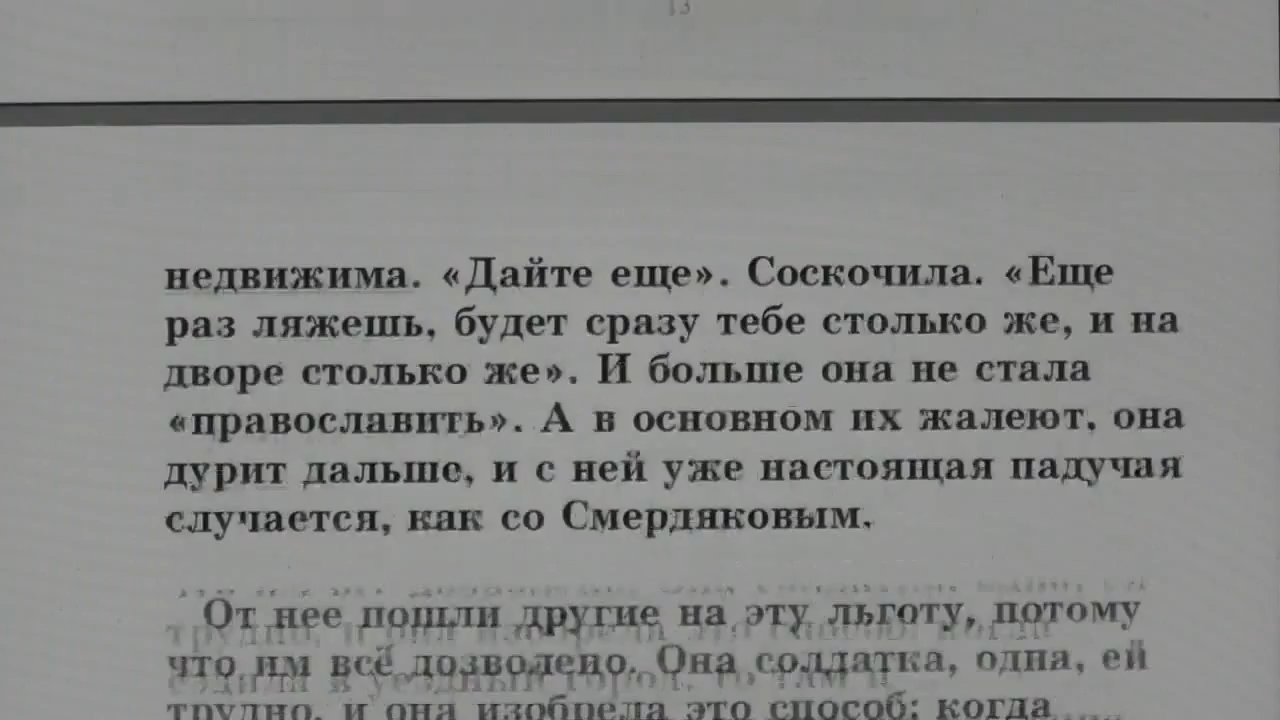 13
недвижима. «Дайте еще». Соскочила. «Еще
раз ляжешь, будет сразу тебе столько же, и на
дворе столько же». И больше она не стала
«православить». А в основном их жалеют, она
дурит дальше, и с ней уже настоящая падучая
случается, как со Смердяковым.
От нее пошли другие на эту льготу, потому
что им всё дозволено. Она солдатка, одна, ей
трудно, и она изобрела это способ: когда